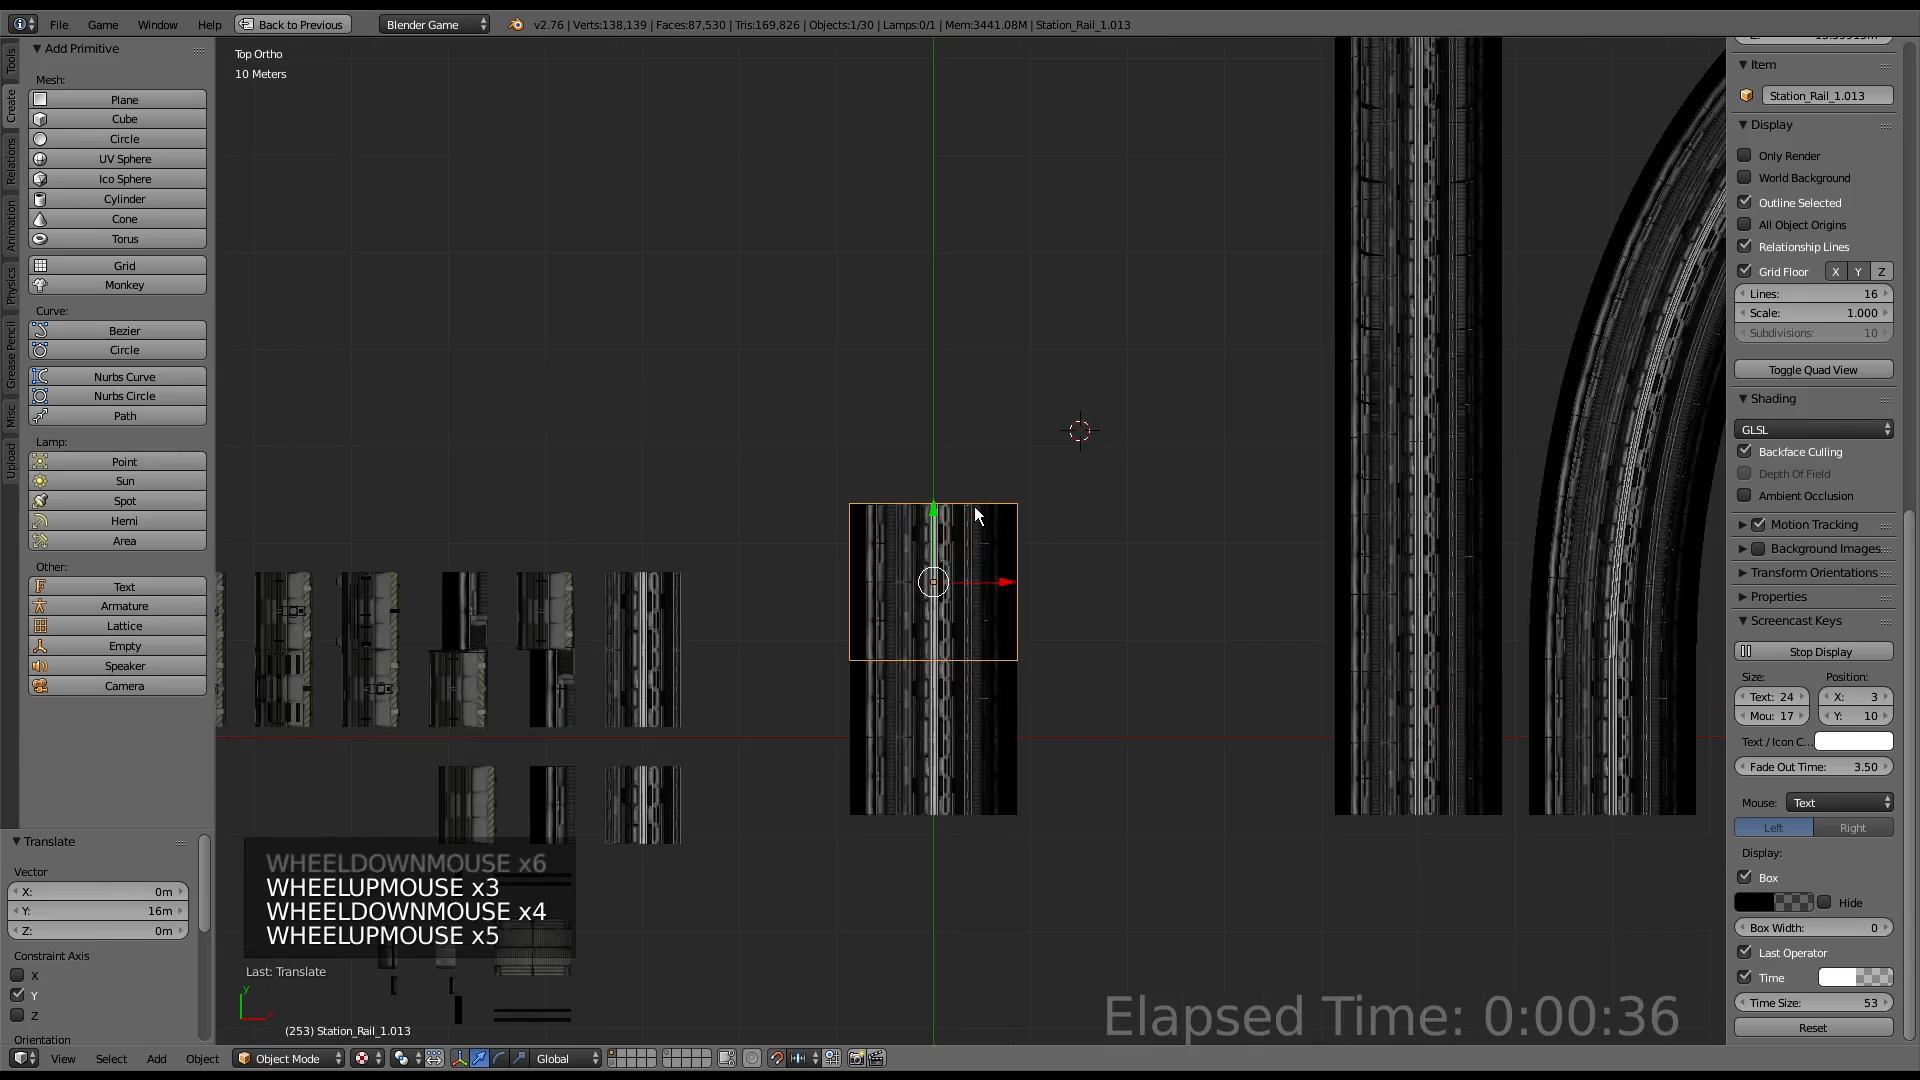 File Game Window Help Back to Previous Blender Game v2.76 | Verts:138,139 | Faces:87,530 | Tris:169,826 | Objects:1/30 | Lamps:0/1 | Mem:3441.08M | Station_Rail_1.013
Tools
Create
Relations
Animation
Physics
Grease Pencil
Misc
Upload
Add Primitive
Mesh:
Plane
Cube
Circle
UV Sphere
Ico Sphere
Cylinder
Cone
Torus
Grid
Monkey
Curve:
Bezier
Circle
Nurbs Curve
Nurbs Circle
Path
Lamp:
Point
Sun
Spot
Hemi
Area
Other:
Text
Armature
Lattice
Empty
Speaker
Camera
Translate
Vector
X: 0m
Y: 16m
Z: 0m
Constraint Axis
X
Y
Z
Orientation
Top Ortho
10 Meters
WHEELDOWNMOUSE x6
WHEELUPMOUSE x3
WHEELDOWNMOUSE x4
WHEELUPMOUSE x5
Last: Translate
y
(253) Station_Rail_1.013
Elapsed Time: 0:00:36
Item
Station_Rail_1.013
Display
Only Render
World Background
Outline Selected
All Object Origins
Relationship Lines
Grid Floor X Y Z
Lines: 16
Scale: 1.000
Subdivisions: 10
Toggle Quad View
Shading
GLSL
Backface Culling
Depth Of Field
Ambient Occlusion
Motion Tracking
Background Images
Transform Orientations
Properties
Screencast Keys
Stop Display
Size: Position:
Text: 24 X: 3
Mou: 17 Y: 10
Text / Icon C...
Fade Out Time: 3.50
Mouse: Text
Left Right
Display:
Box
Hide
Box Width: 0
Last Operator
Time
Time Size: 53
Reset
View Select Add Object Object Mode Global